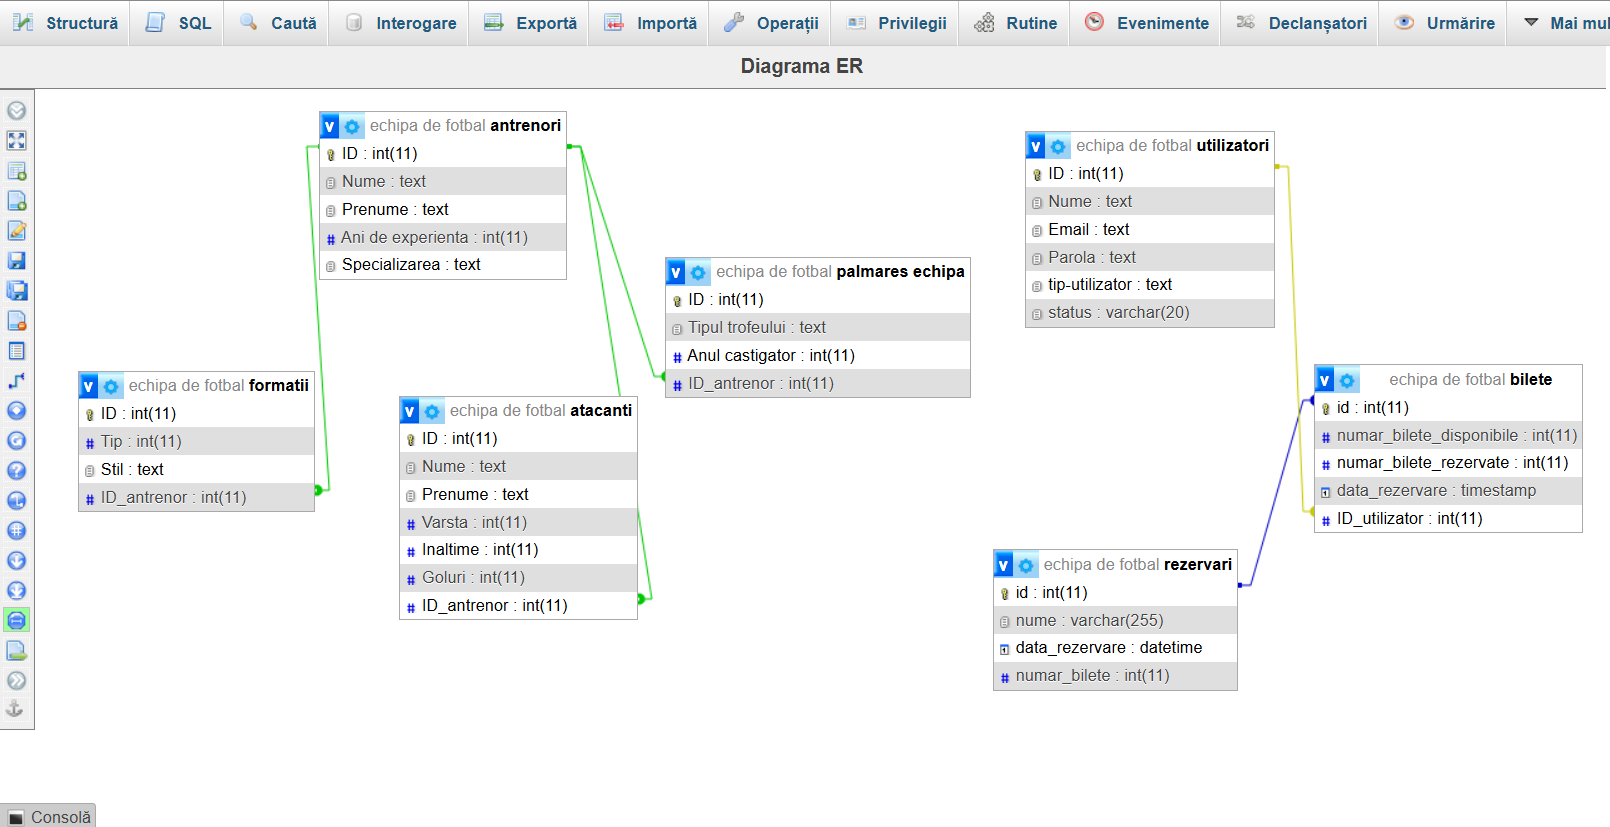 Structură SQL Caută Interogare Exportă Importă Operații Privilegii Rutine Evenimente Declanșatori Urmărire Mai mul
Diagrama ER
v echipa de fotbal antrenori
ID : int(11)
Nume : text
Prenume : text
# Ani de experienta : int(11)
Specializarea : text
v echipa de fotbal utilizatori
ID : int(11)
Nume : text
Email : text
Parola : text
tip-utilizator : text
status : varchar(20)
v echipa de fotbal palmares echipa
ID : int(11)
Tipul trofeului : text
# Anul castigator : int(11)
# ID_antrenor : int(11)
v echipa de fotbal formatii
ID : int(11)
# Tip : int(11)
Stil : text
# ID_antrenor : int(11)
v echipa de fotbal atacanti
ID : int(11)
Nume : text
Prenume : text
# Varsta : int(11)
# Inaltime : int(11)
# Goluri : int(11)
# ID_antrenor : int(11)
v echipa de fotbal bilete
id : int(11)
# numar_bilete_disponibile : int(11)
# numar_bilete_rezervate : int(11)
data_rezervare : timestamp
# ID_utilizator : int(11)
v echipa de fotbal rezervari
id : int(11)
nume : varchar(255)
data_rezervare : datetime
# numar_bilete : int(11)
Consolă